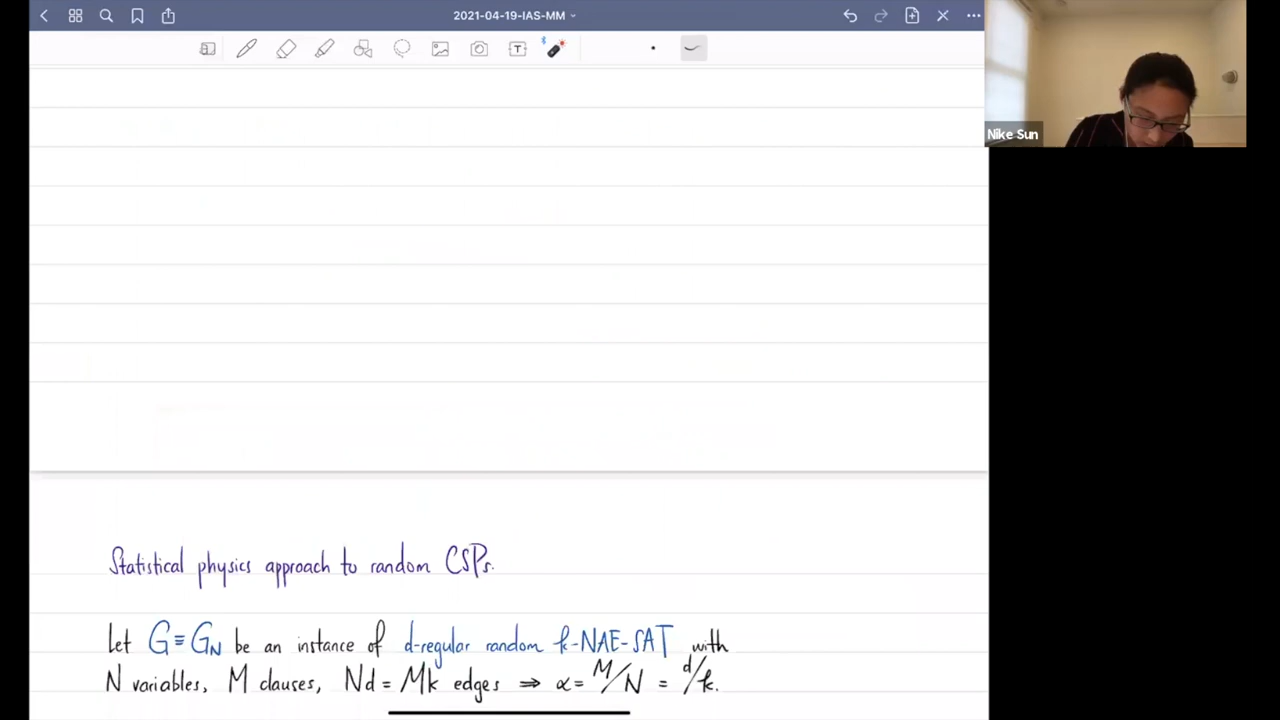 2021-04-19-IAS-MM
Nike Sun
Statistical physics approach to random CSPs.
Let G≡G_N be an instance of d-regular random k-NAE-SAT with
N variables, M clauses, Nd = Mk edges ⇒ α = M/N = d/k.